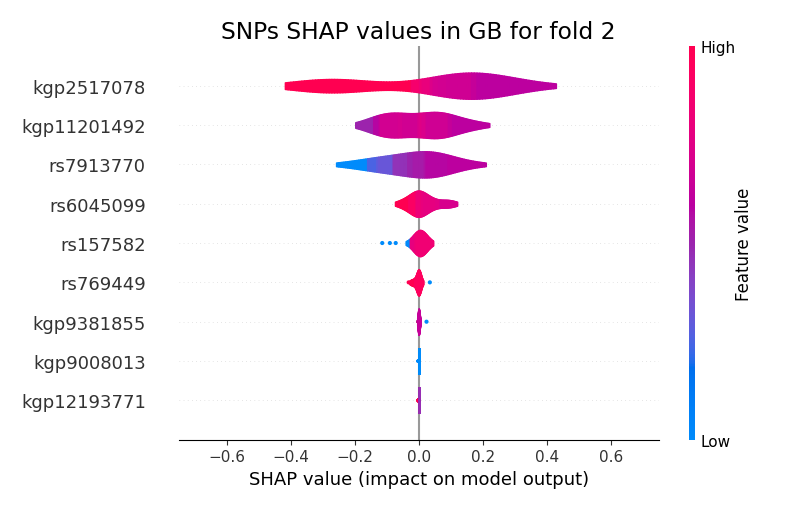 SNPs SHAP values in GB for fold 2
High
kgp2517078
kgp11201492
rs7913770
rs6045099
rs157582
rs769449
kgp9381855
kgp9008013
kgp12193771
Feature value
Low
−0.6 −0.4 −0.2 0.0 0.2 0.4 0.6
SHAP value (impact on model output)